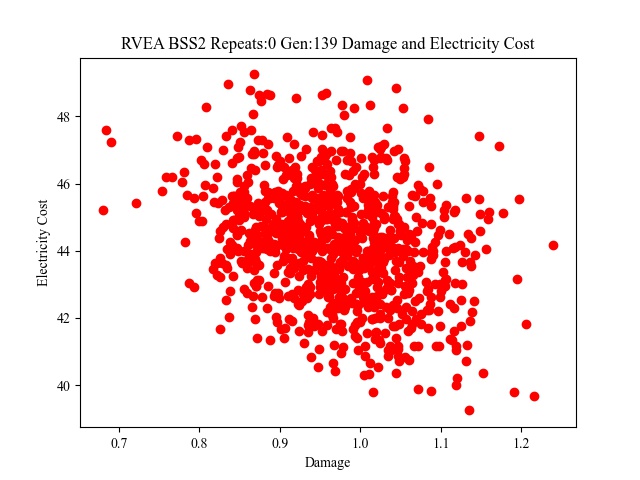 RVEA BSS2 Repeats:0 Gen:139 Damage and Electricity Cost
48
46
44
42
40
Electricity Cost
0.7 0.8 0.9 1.0 1.1 1.2
Damage